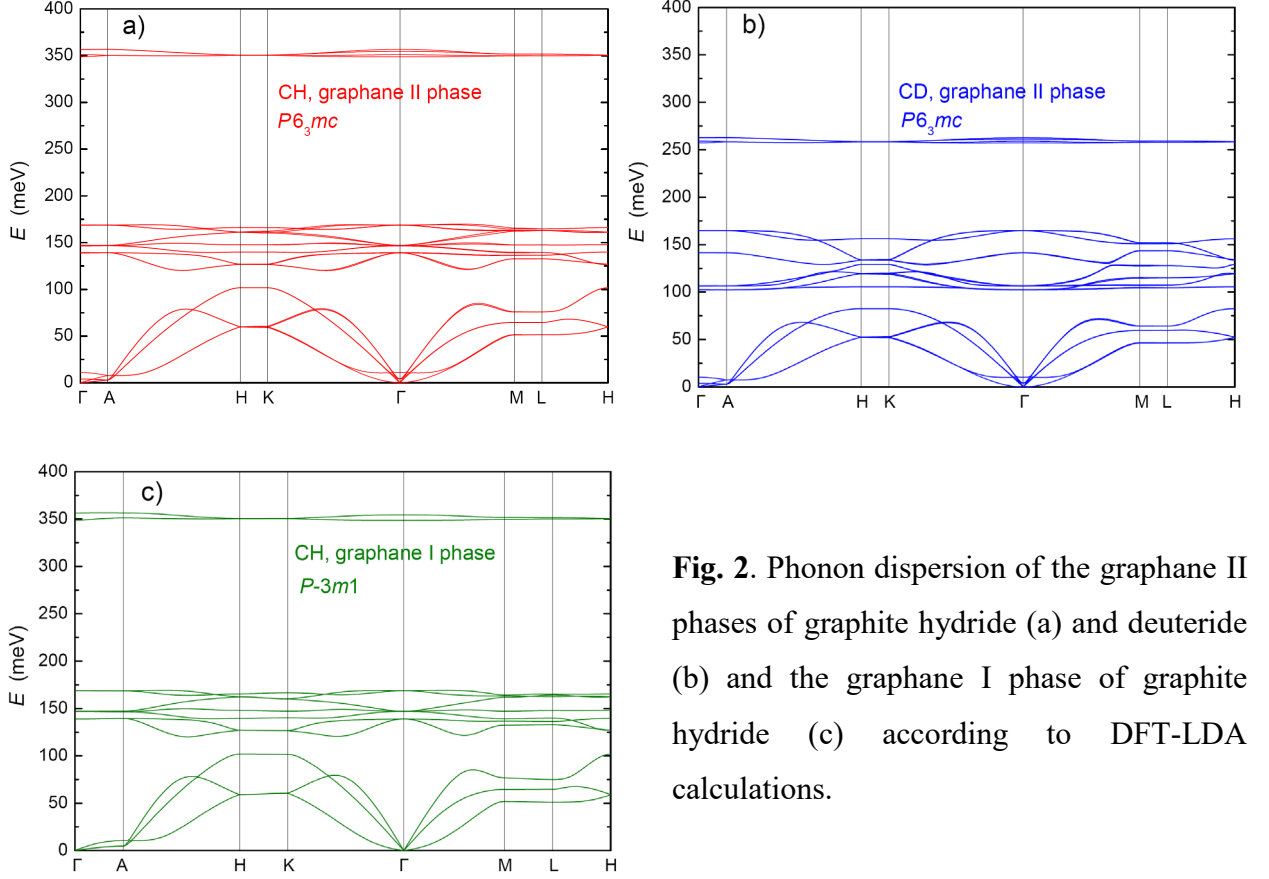 a)
400
350
300
250
200
150
100
50
0
E (meV)
CH, graphane II phase
P6₃mc
Γ A H K Γ M L H
b)
400
350
300
250
200
150
100
50
0
E (meV)
CD, graphane II phase
P6₃mc
Γ A H K Γ M L H
c)
400
350
300
250
200
150
100
50
0
E (meV)
CH, graphane I phase
P-3m1
Γ A H K Γ M L H
Fig. 2. Phonon dispersion of the graphane II
phases of graphite hydride (a) and deuteride
(b) and the graphane I phase of graphite
hydride (c) according to DFT-LDA
calculations.